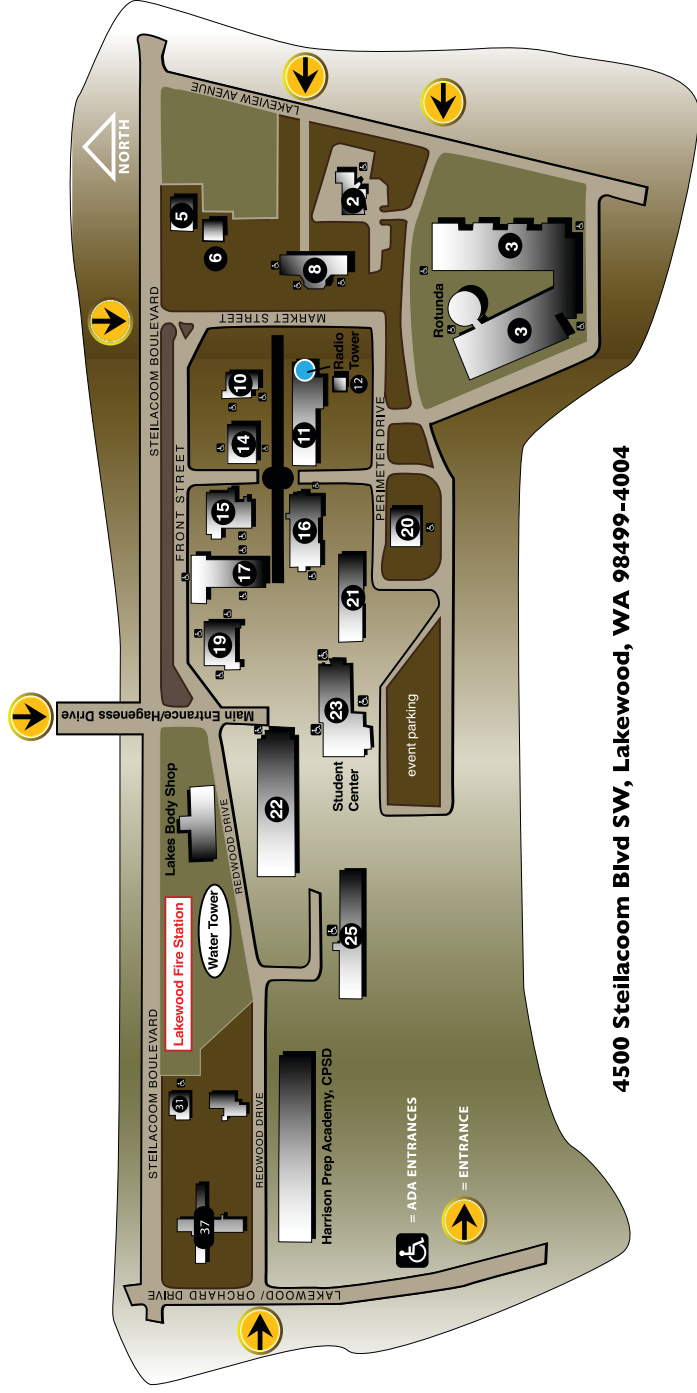 NORTH
STEILACOOM BOULEVARD
LAKEVIEW AVENUE
5
6
2
8
3
3
Rotunda
MARKET STREET
FRONT STREET
10
14
11
Radio
Tower
12
15
16
17
19
PERIMETER DRIVE
20
21
23
Student
Center
event parking
Main Entrance/Hageness Drive
22
Lakes Body Shop
REDWOOD DRIVE
Lakewood Fire Station
Water Tower
25
STEILACOOM BOULEVARD
31
37
REDWOOD DRIVE
Harrison Prep Academy, CPSD
LAKEWOOD/ ORCHARD DRIVE
= ADA ENTRANCES
= ENTRANCE
4500 Steilacoom Blvd SW, Lakewood, WA 98499-4004